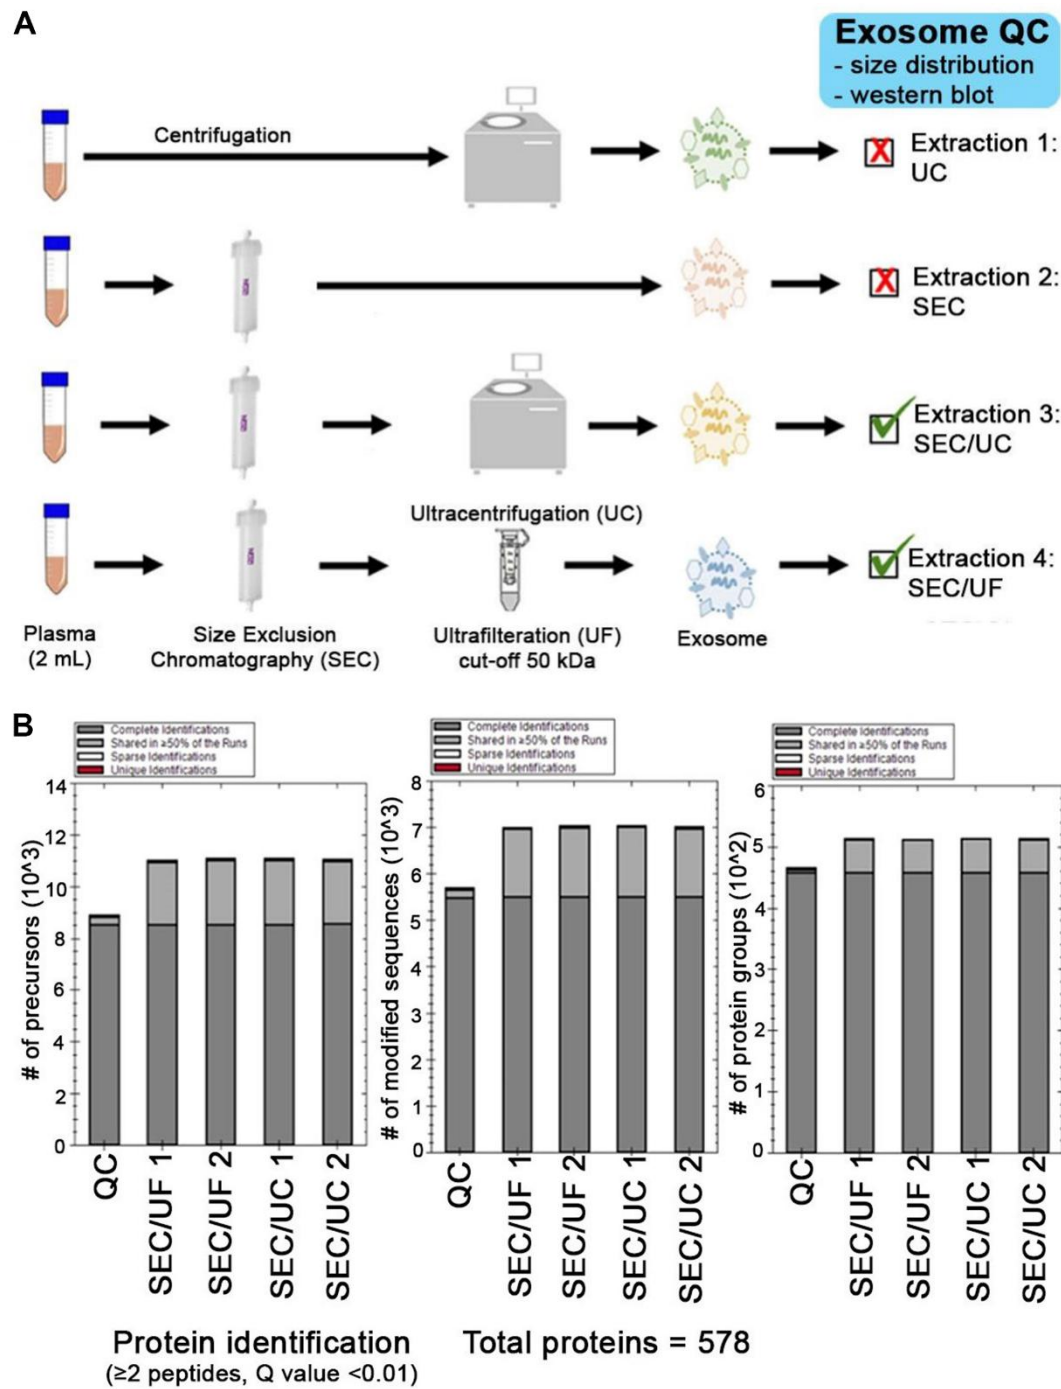 A
Exosome QC
- size distribution
- western blot
Centrifugation
Extraction 1:
UC
Extraction 2:
SEC
Extraction 3:
SEC/UC
Ultracentrifugation (UC)
Extraction 4:
SEC/UF
Plasma
(2 mL)
Size Exclusion
Chromatography (SEC)
Ultrafilteration (UF)
cut-off 50 kDa
Exosome
B
Complete Identifications
Shared in ≥50% of the Runs
Sparse Identifications
Unique Identifications
# of precursors (10^3)
14
12
10
8
6
4
2
0
QC
SEC/UF 1
SEC/UF 2
SEC/UC 1
SEC/UC 2
Complete Identifications
Shared in ≥50% of the Runs
Sparse Identifications
Unique Identifications
# of modified sequences (10^3)
8
7
6
5
4
3
2
1
0
QC
SEC/UF 1
SEC/UF 2
SEC/UC 1
SEC/UC 2
Complete Identifications
Shared in ≥50% of the Runs
Sparse Identifications
Unique Identifications
# of protein groups (10^2)
6
5
4
3
2
1
0
QC
SEC/UF 1
SEC/UF 2
SEC/UC 1
SEC/UC 2
Protein identification
(≥2 peptides, Q value <0.01)
Total proteins = 578